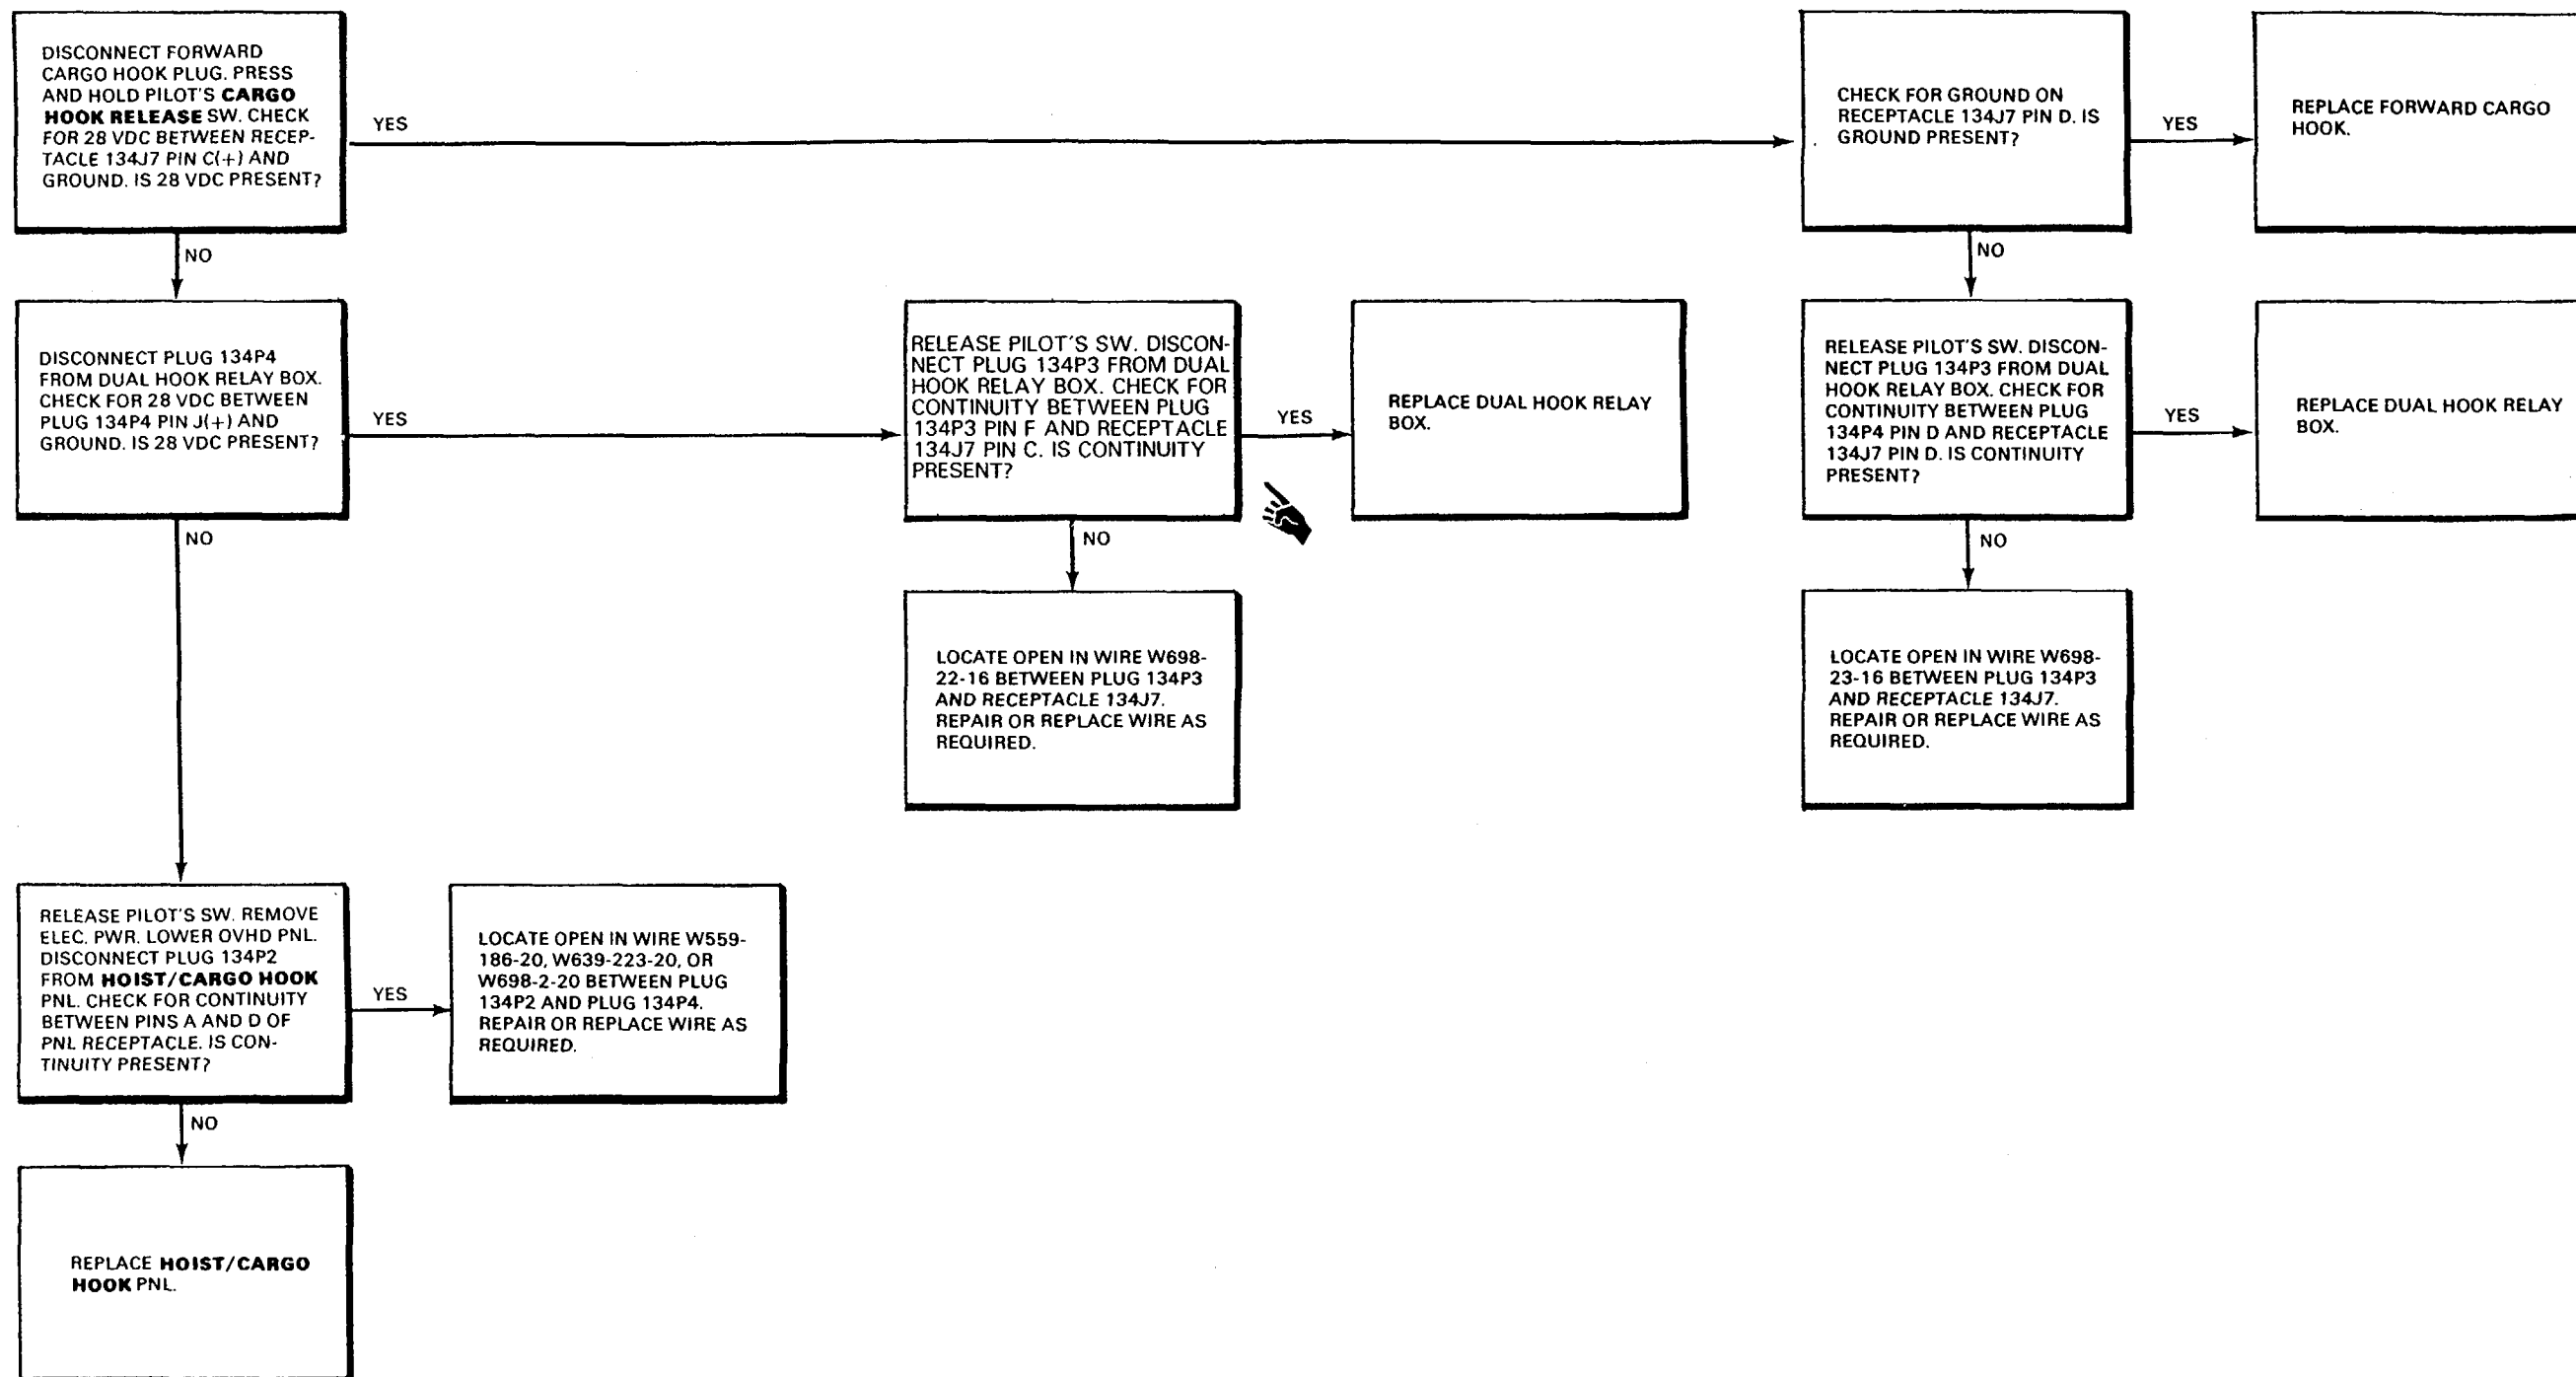 DISCONNECT FORWARD
CARGO HOOK PLUG. PRESS
AND HOLD PILOT'S CARGO
HOOK RELEASE SW. CHECK
FOR 28 VDC BETWEEN RECEP-
TACLE 134J7 PIN C(+) AND
GROUND. IS 28 VDC PRESENT?
YES
CHECK FOR GROUND ON
RECEPTACLE 134J7 PIN D. IS
GROUND PRESENT?
YES
REPLACE FORWARD CARGO
HOOK.
NO
NO
DISCONNECT PLUG 134P4
FROM DUAL HOOK RELAY BOX.
CHECK FOR 28 VDC BETWEEN
PLUG 134P4 PIN J(+) AND
GROUND. IS 28 VDC PRESENT?
YES
RELEASE PILOT'S SW. DISCON-
NECT PLUG 134P3 FROM DUAL
HOOK RELAY BOX. CHECK FOR
CONTINUITY BETWEEN PLUG
134P3 PIN F AND RECEPTACLE
134J7 PIN C. IS CONTINUITY
PRESENT?
YES
REPLACE DUAL HOOK RELAY
BOX.
RELEASE PILOT'S SW. DISCON-
NECT PLUG 134P3 FROM DUAL
HOOK RELAY BOX. CHECK FOR
CONTINUITY BETWEEN PLUG
134P4 PIN D AND RECEPTACLE
134J7 PIN D. IS CONTINUITY
PRESENT?
YES
REPLACE DUAL HOOK RELAY
BOX.
NO
NO
NO
LOCATE OPEN IN WIRE W698-
22-16 BETWEEN PLUG 134P3
AND RECEPTACLE 134J7.
REPAIR OR REPLACE WIRE AS
REQUIRED.
LOCATE OPEN IN WIRE W698-
23-16 BETWEEN PLUG 134P3
AND RECEPTACLE 134J7.
REPAIR OR REPLACE WIRE AS
REQUIRED.
RELEASE PILOT'S SW. REMOVE
ELEC. PWR. LOWER OVHD PNL.
DISCONNECT PLUG 134P2
FROM HOIST/CARGO HOOK
PNL. CHECK FOR CONTINUITY
BETWEEN PINS A AND D OF
PNL RECEPTACLE. IS CON-
TINUITY PRESENT?
YES
LOCATE OPEN IN WIRE W559-
186-20, W639-223-20, OR
W698-2-20 BETWEEN PLUG
134P2 AND PLUG 134P4.
REPAIR OR REPLACE WIRE AS
REQUIRED.
NO
REPLACE HOIST/CARGO
HOOK PNL.